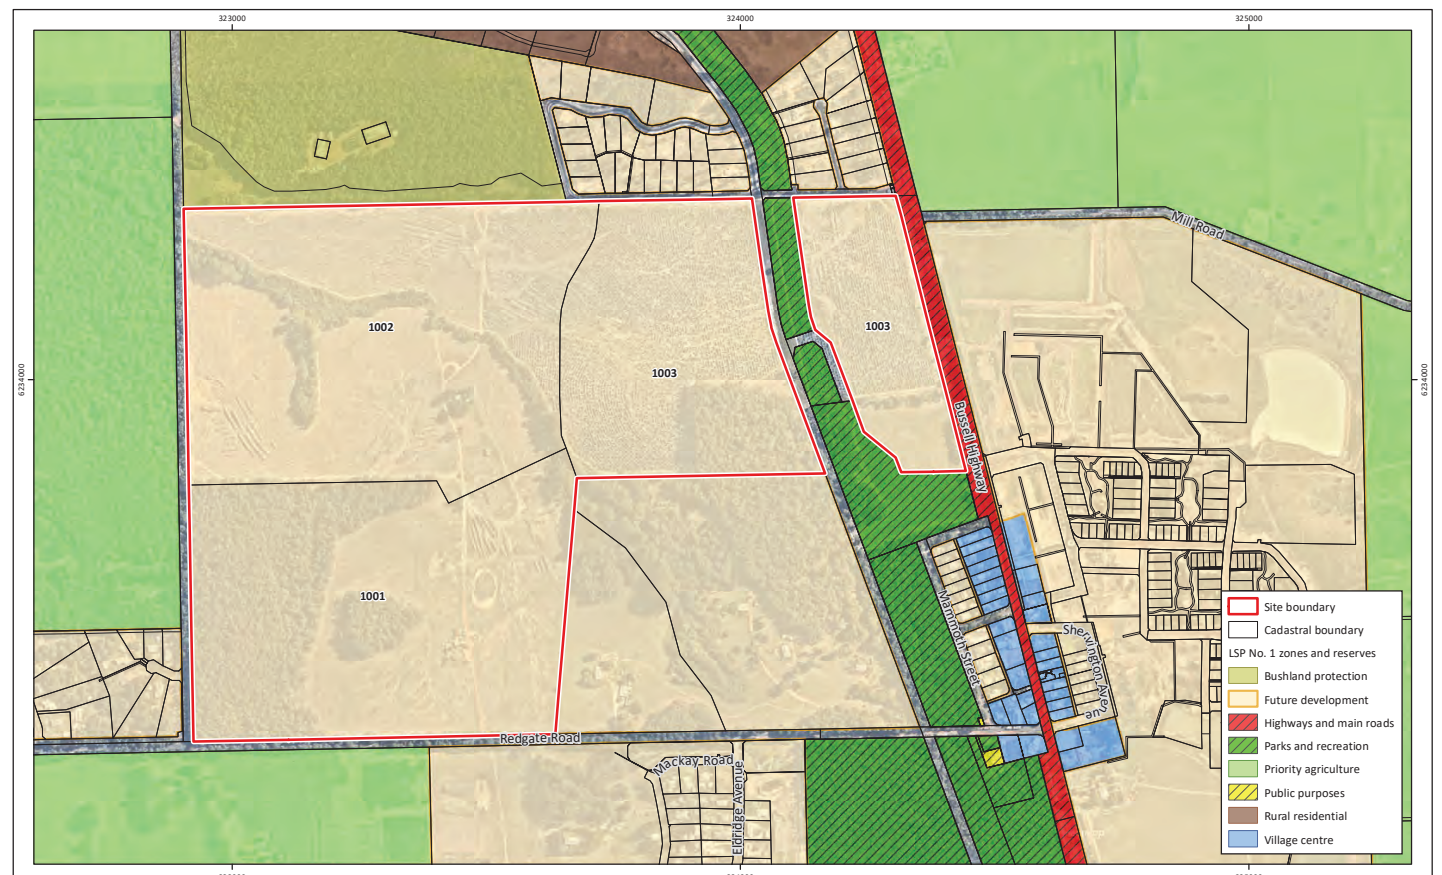 323000
324000
325000
Mill Road
1002
1003
1003
6234000
6234000
Bussell Highway
1001
Mammoth Street
Shervington Avenue
Redgate Road
Mackay Road
Eldridge Avenue
Site boundary
Cadastral boundary
LSP No. 1 zones and reserves
Bushland protection
Future development
Highways and main roads
Parks and recreation
Priority agriculture
Public purposes
Rural residential
Village centre